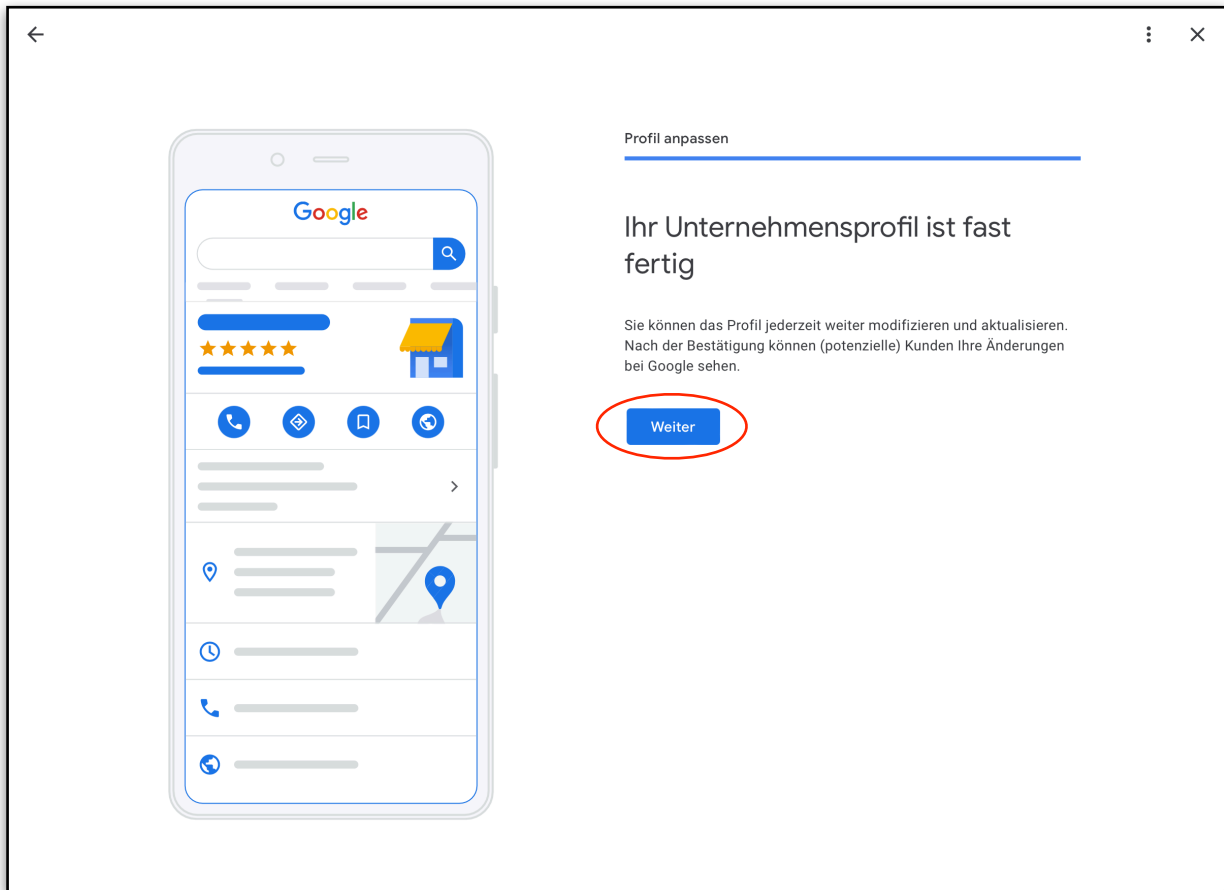 Profil anpassen
Google
Ihr Unternehmensprofil ist fast
fertig
Sie können das Profil jederzeit weiter modifizieren und aktualisieren.
Nach der Bestätigung können (potenzielle) Kunden Ihre Änderungen
bei Google sehen.
Weiter